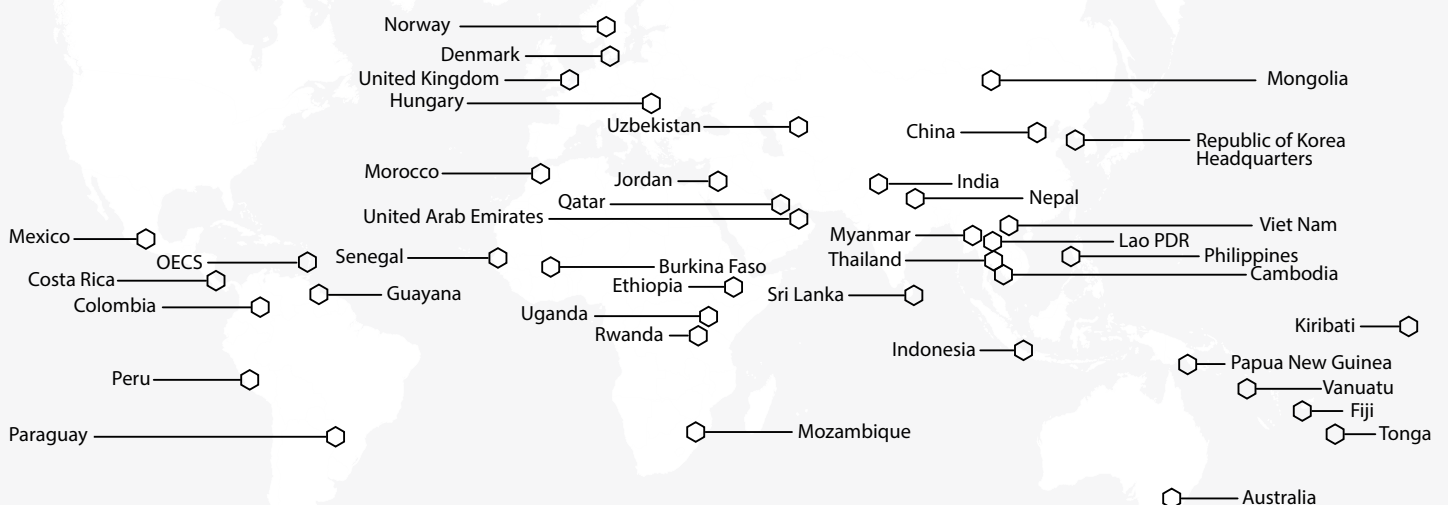 Norway
Denmark
United Kingdom
Mongolia
Hungary
Uzbekistan
China
Republic of Korea
Headquarters
Morocco
Jordan
India
Qatar
Nepal
United Arab Emirates
Viet Nam
Mexico
Myanmar
Lao PDR
OECS
Senegal
Thailand
Philippines
Burkina Faso
Cambodia
Costa Rica
Ethiopia
Guayana
Sri Lanka
Colombia
Uganda
Kiribati
Rwanda
Indonesia
Papua New Guinea
Peru
Vanuatu
Fiji
Paraguay
Mozambique
Tonga
Australia